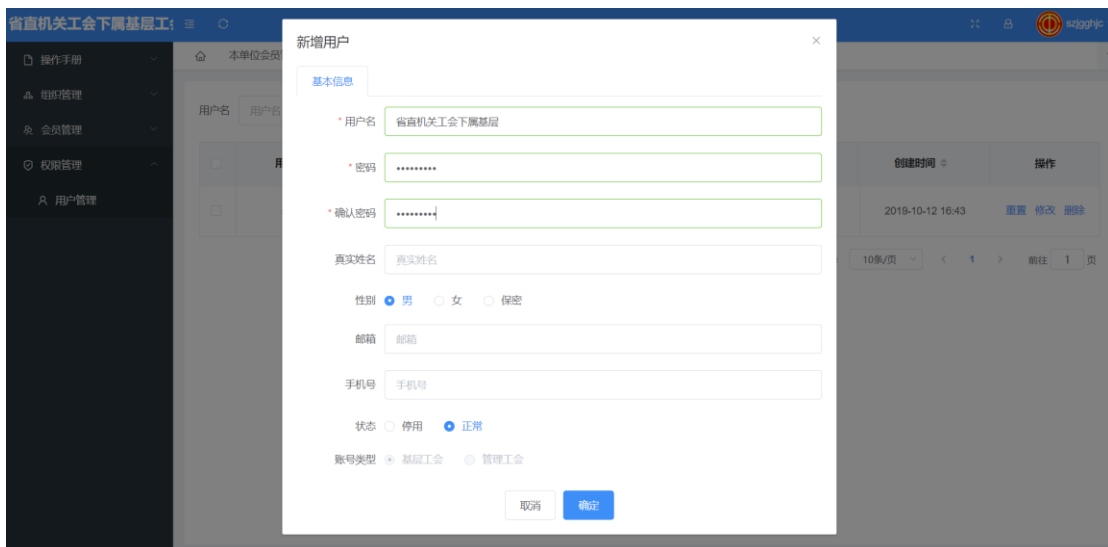 省直机关工会下属基层工会
szjgghjc
操作手册
组织管理
会员管理
权限管理
用户管理
本单位会员
用户名 用户名
用
创建时间 操作
2019-10-12 16:43 重置 修改 删除
10条/页 1 前往 1 页
新增用户
基本信息
* 用户名 省直机关工会下属基层
* 密码 •••••••••
* 确认密码 •••••••••
真实姓名 真实姓名
性别 男 女 保密
邮箱 邮箱
手机号 手机号
状态 停用 正常
账号类型 基层工会 管理工会
取消 确定